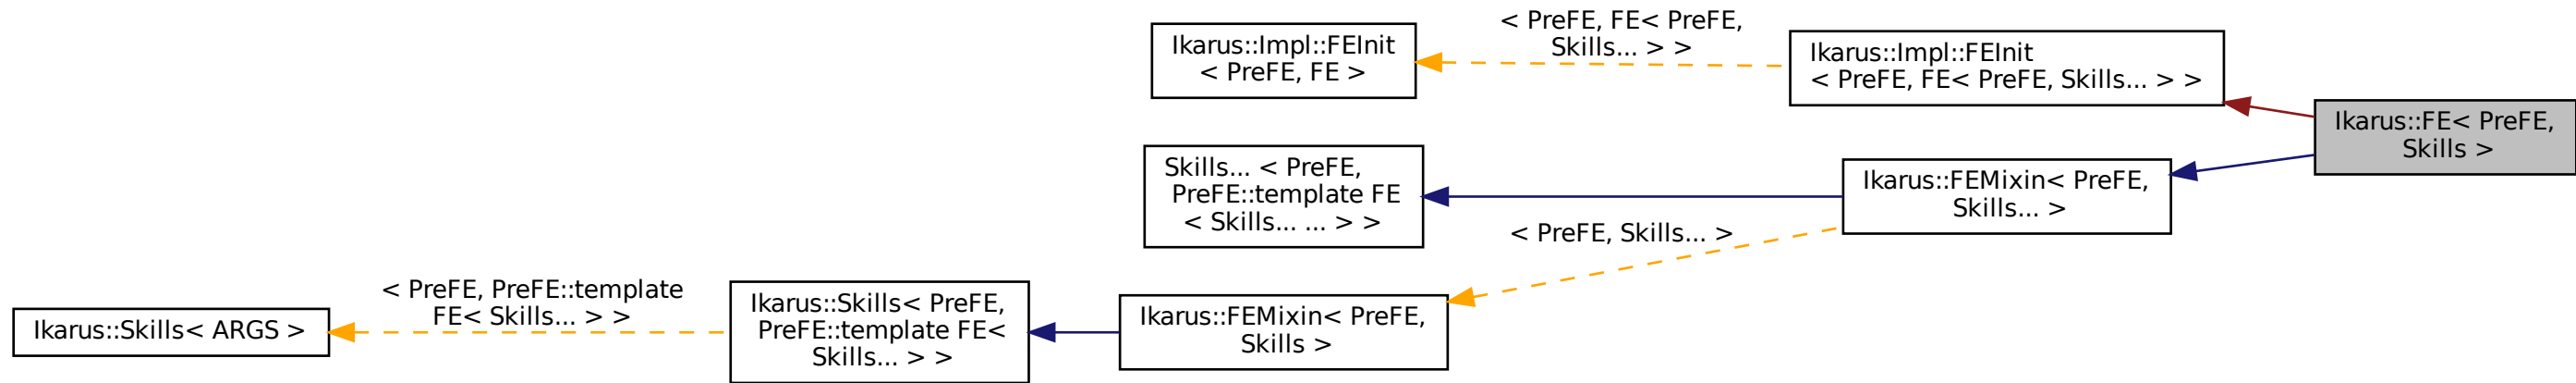 Ikarus::Impl::FEInit
< PreFE, FE >
< PreFE, FE< PreFE,
Skills... > >
Ikarus::Impl::FEInit
< PreFE, FE< PreFE, Skills... > >
Ikarus::FE< PreFE,
Skills >
Skills... < PreFE,
PreFE::template FE
< Skills... ... > >
Ikarus::FEMixin< PreFE,
Skills... >
< PreFE, Skills... >
Ikarus::Skills< ARGS >
< PreFE, PreFE::template
FE< Skills... > >
Ikarus::Skills< PreFE,
PreFE::template FE<
Skills... > >
Ikarus::FEMixin< PreFE,
Skills >